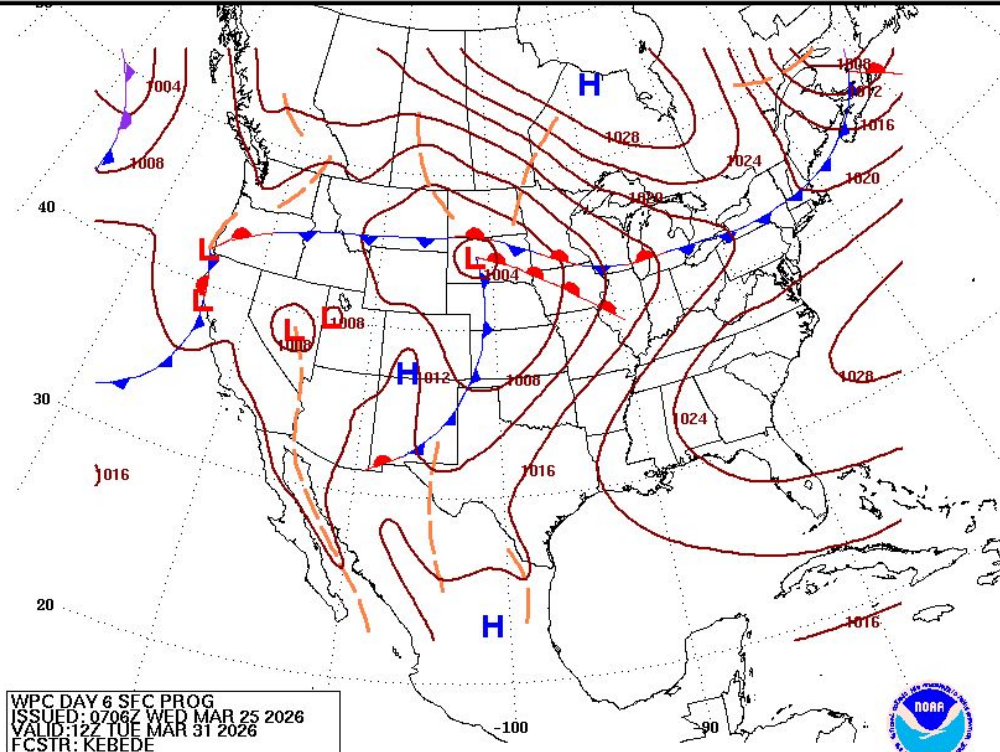 1004
1008
1028
1024
1020
1008
1012
1016
1020
40
H
L
L
1004
L
L
1008
1008
H
1012
1008
1028
1024
30
1016
1016
20
H
1016
-100
-90
WPC DAY 6 SFC PROG
ISSUED: 0706Z WED MAR 25 2026
VALID:12Z TUE MAR 31 2026
FCSTR: KEBEDE
NOAA